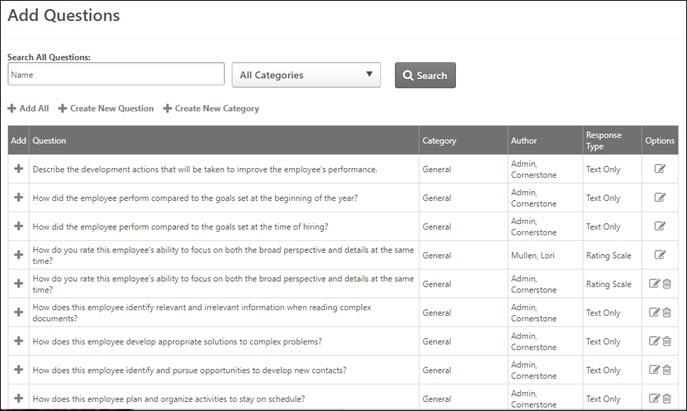 Add Questions
Search All Questions:
Name
All Categories
Search
Add All Create New Question Create New Category
Add Question Category Author Response Type Options
Describe the development actions that will be taken to improve the employee's performance. General Admin, Cornerstone Text Only
How did the employee perform compared to the goals set at the beginning of the year? General Admin, Cornerstone Text Only
How did the employee perform compared to the goals set at the time of hiring? General Admin, Cornerstone Text Only
How do you rate this employee's ability to focus on both the broad perspective and details at the same time? General Mullen, Lori Rating Scale
How do you rate this employee's ability to focus on both the broad perspective and details at the same time? General Admin, Cornerstone Rating Scale
How does this employee identify relevant and irrelevant information when reading complex documents? General Admin, Cornerstone Text Only
How does this employee develop appropriate solutions to complex problems? General Admin, Cornerstone Text Only
How does this employee identify and pursue opportunities to develop new contacts? General Admin, Cornerstone Text Only
How does this employee plan and organize activities to stay on schedule? General Admin, Cornerstone Text Only